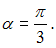 α = π/3.